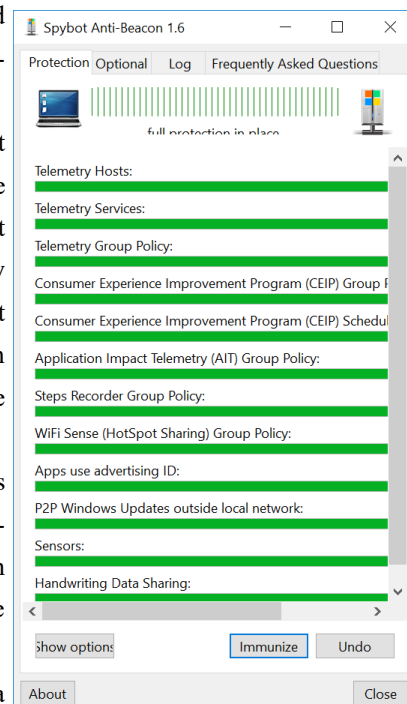 Spybot Anti-Beacon 1.6
Protection Optional Log Frequently Asked Questions
full protection in place
Telemetry Hosts:
Telemetry Services:
Telemetry Group Policy:
Consumer Experience Improvement Program (CEIP) Group
Consumer Experience Improvement Program (CEIP)
Application Impact Telemetry (AIT) Group Policy:
Steps Recorder Group Policy:
WiFi Sense (HotSpot Sharing) Group Policy:
Apps use advertising ID:
P2P Windows Updates outside local network:
Sensors:
Handwriting Data Sharing:
Show options Immunize Undo
About Close